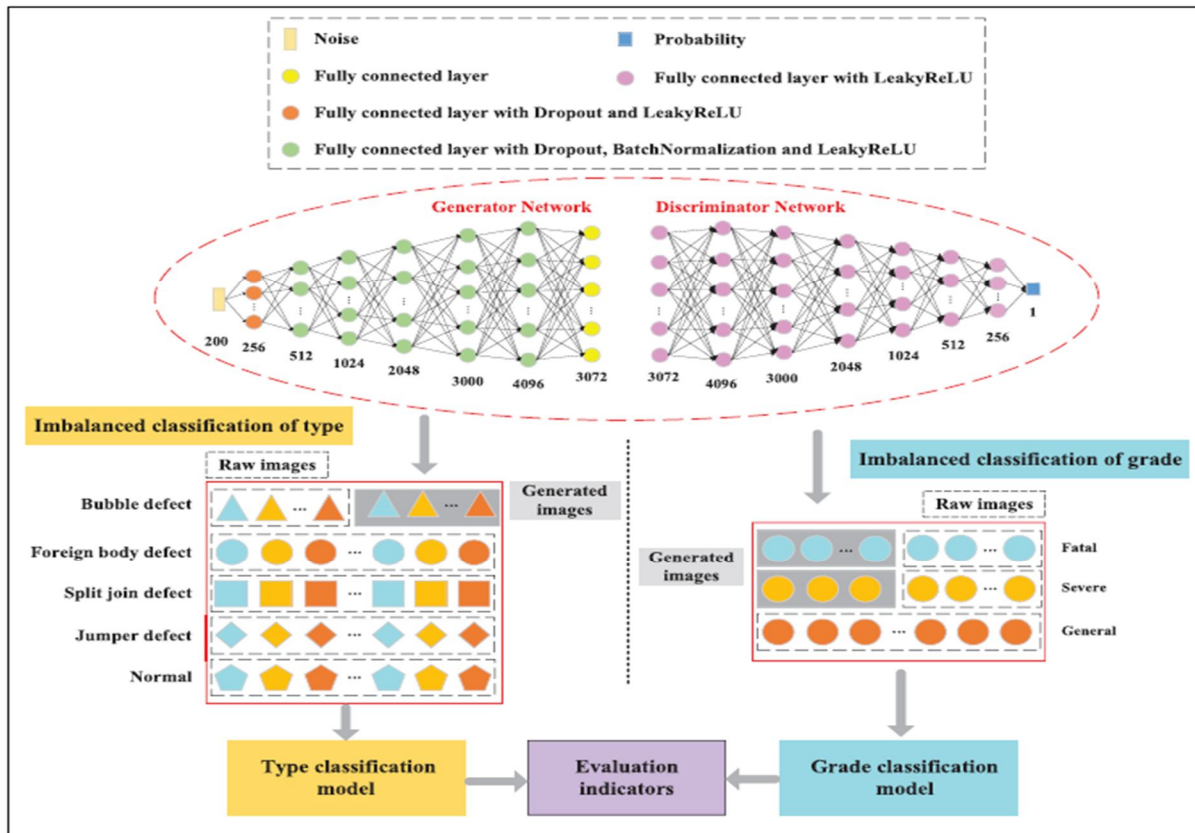 Noise
Probability
Fully connected layer
Fully connected layer with LeakyReLU
Fully connected layer with Dropout and LeakyReLU
Fully connected layer with Dropout, BatchNormalization and LeakyReLU
Generator Network
Discriminator Network
200
256
512
1024
2048
3000
4096
3072
3072
4096
3000
2048
1024
512
256
1
Imbalanced classification of type
Raw images
Bubble defect
Generated
images
Foreign body defect
Split join defect
Jumper defect
Normal
Imbalanced classification of grade
Raw images
Generated
images
Fatal
Severe
General
Type classification
model
Evaluation
indicators
Grade classification
model